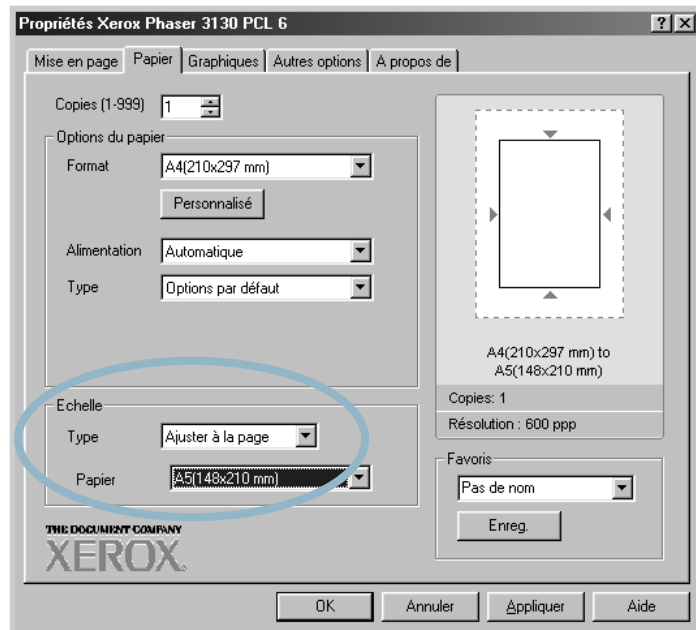 Propriétés Xerox Phaser 3130 PCL 6
Mise en page Papier Graphiques Autres options A propos de
Copies (1-999) 1
Options du papier
Format A4(210x297 mm)
Personnalisé
Alimentation Automatique
Type Options par défaut
A4(210x297 mm) to
A5(148x210 mm)
Copies: 1
Résolution : 600 ppp
Echelle
Type Ajuster à la page
Papier A5(148x210 mm)
Favoris
Pas de nom
Enreg.
THE DOCUMENT COMPANY
XEROX
OK Annuler Appliquer Aide